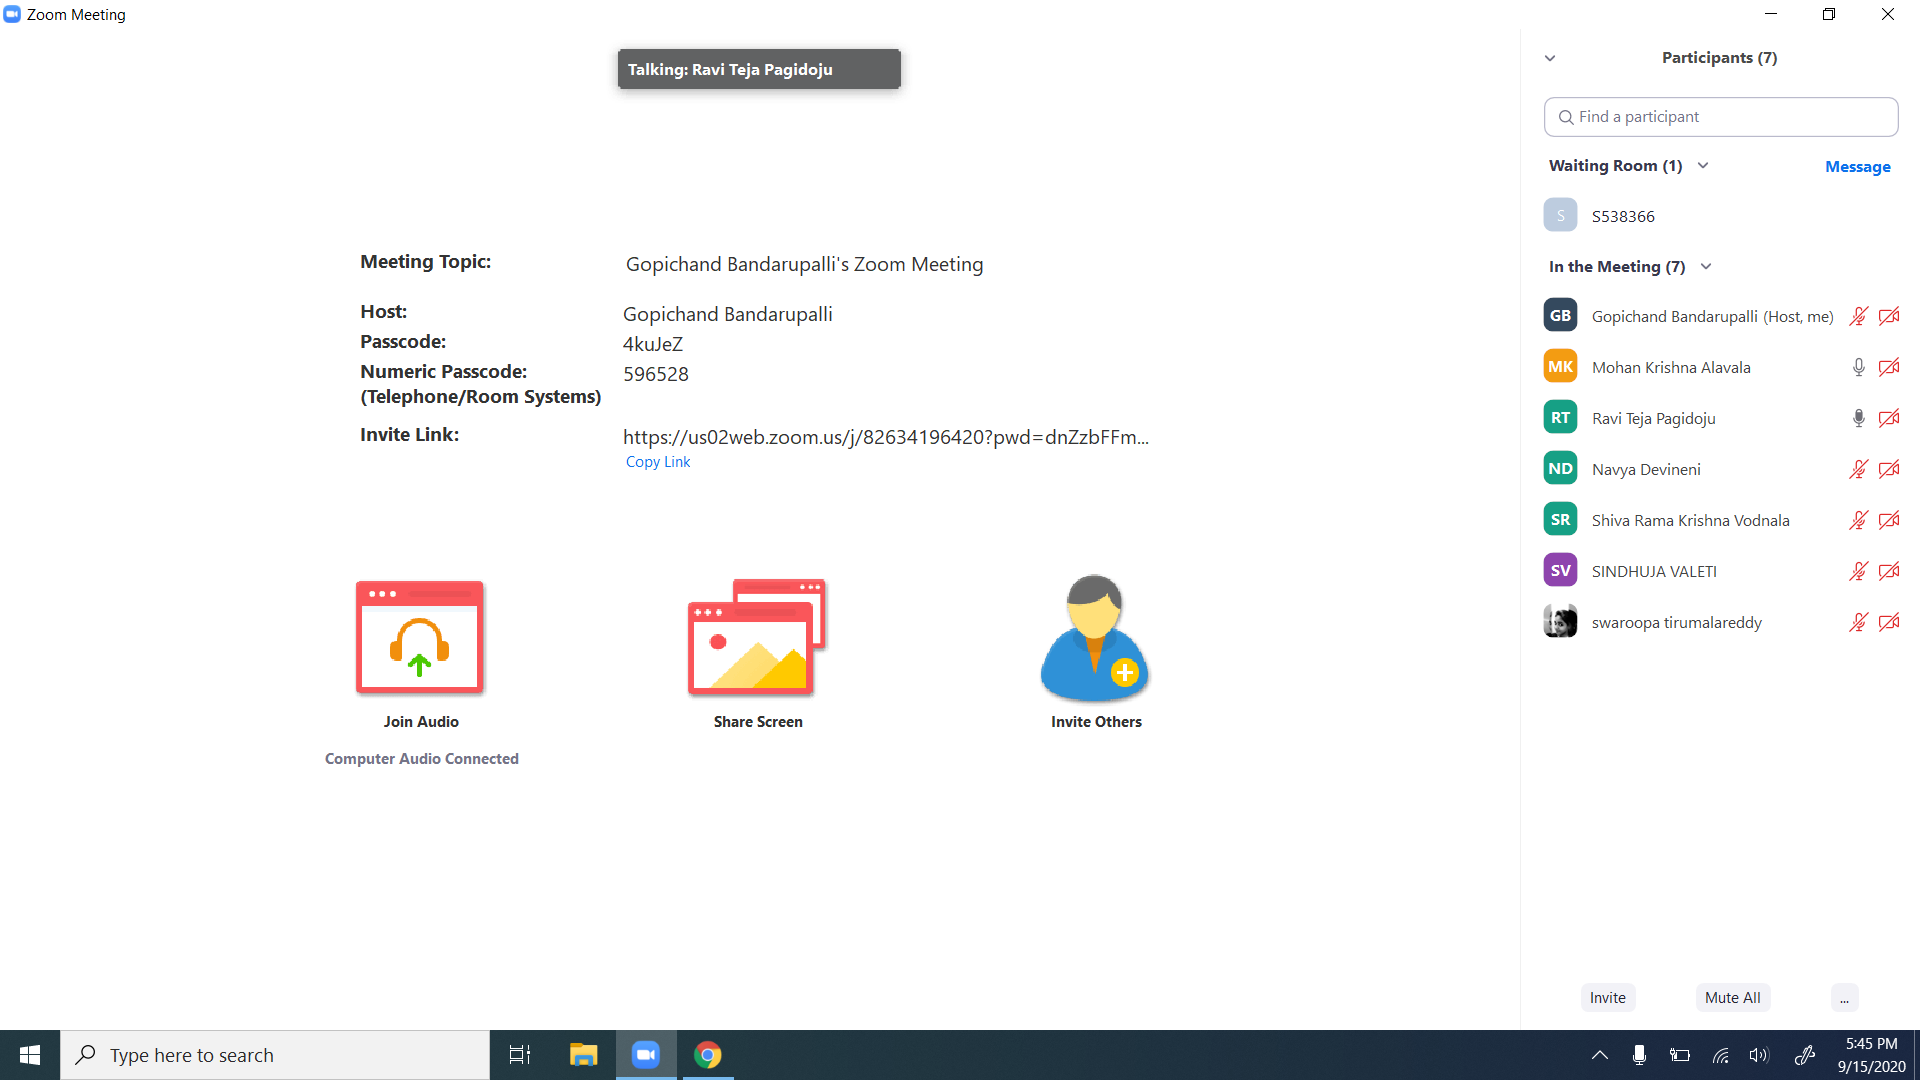 Zoom Meeting
Talking: Ravi Teja Pagidoju
Meeting Topic: Gopichand Bandarupalli's Zoom Meeting
Host: Gopichand Bandarupalli
Passcode: 4kuJeZ
Numeric Passcode: 596528
(Telephone/Room Systems)
Invite Link: https://us02web.zoom.us/j/82634196420?pwd=dnZzbFFm...
Copy Link
Join Audio
Computer Audio Connected
Share Screen
Invite Others
Participants (7)
Find a participant
Waiting Room (1) Message
S S538366
In the Meeting (7)
GB Gopichand Bandarupalli (Host, me)
MK Mohan Krishna Alavala
RT Ravi Teja Pagidoju
ND Navya Devineni
SR Shiva Rama Krishna Vodnala
SV SINDHUJA VALETI
swaroopa tirumalareddy
Invite Mute All ...
Type here to search
5:45 PM
9/15/2020